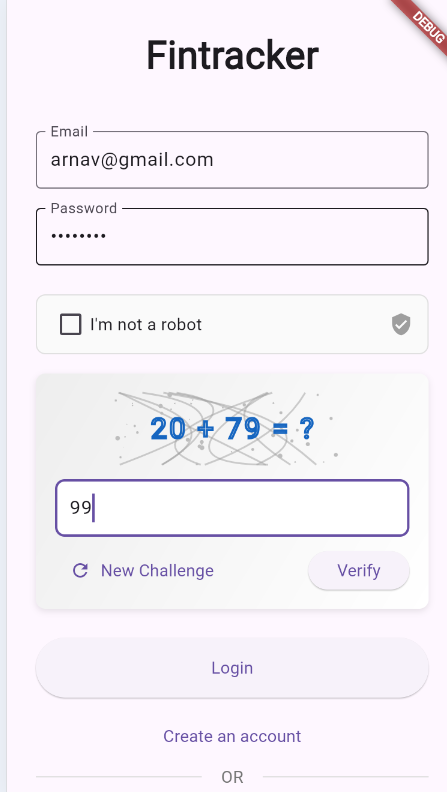 DEBUG
Fintracker
Email
arnav@gmail.com
Password
••••••••
I'm not a robot
20 + 79 = ?
99
New Challenge
Verify
Login
Create an account
OR